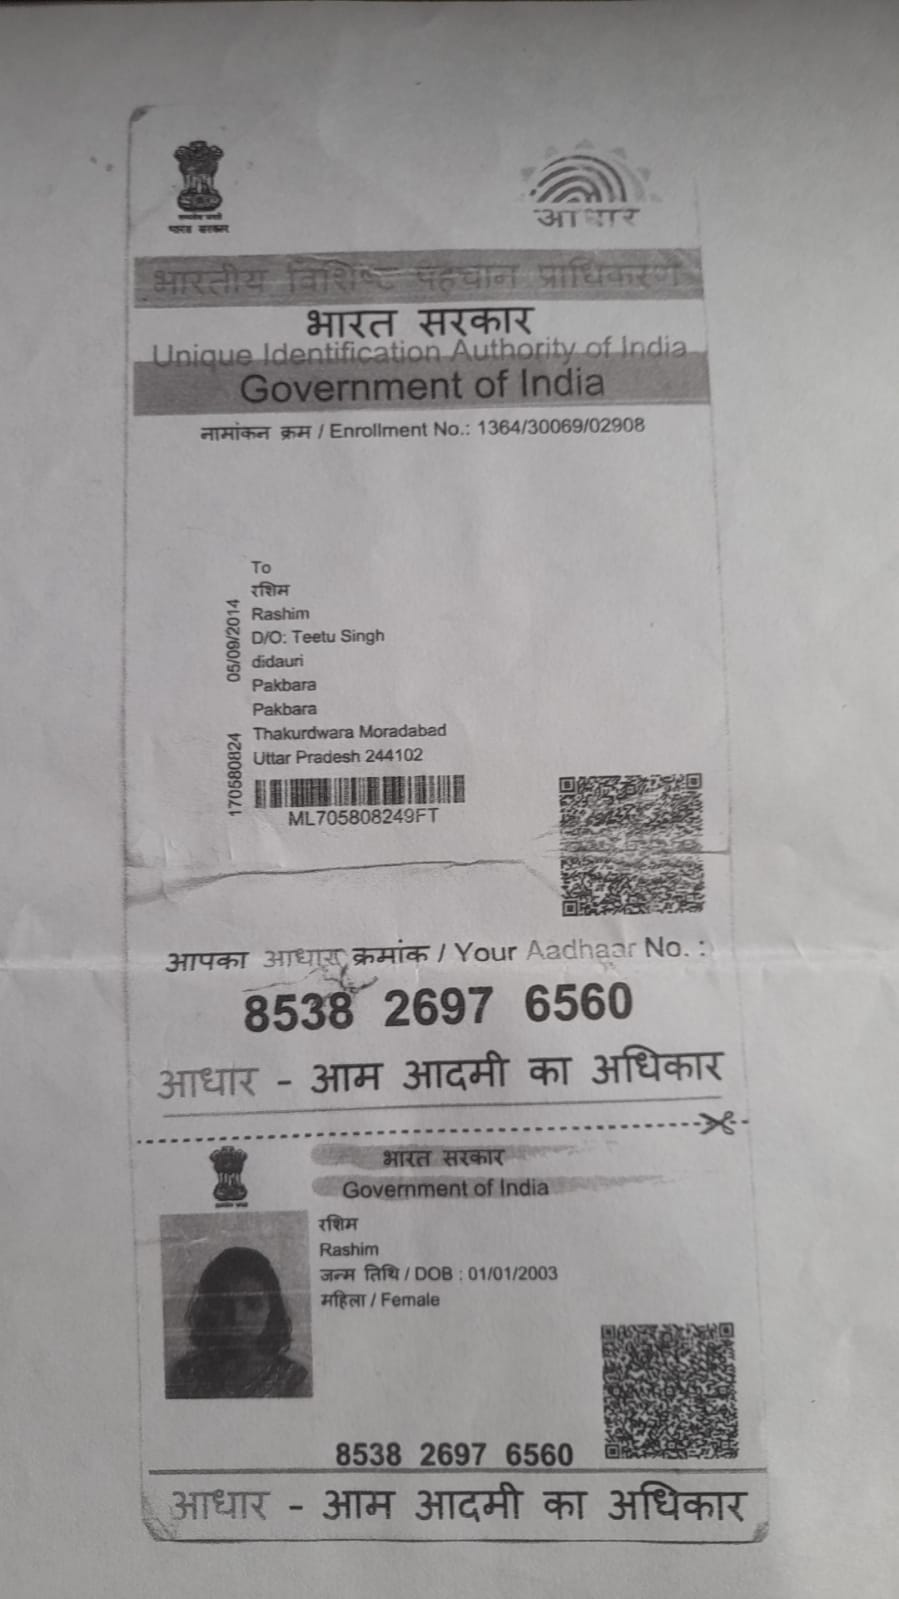 भारत सरकार
आधार
भारतीय विशिष्ट पहचान प्राधिकरण
भारत सरकार
Unique Identification Authority of India
Government of India
नामांकन क्रम / Enrollment No.: 1364/30069/02908
To
रशिम
Rashim
D/O: Teetu Singh
didauri
Pakbara
Pakbara
Thakurdwara Moradabad
Uttar Pradesh 244102
05/09/2014
170580824
ML705808249FT
आपका आधार क्रमांक / Your Aadhaar No. :
8538 2697 6560
आधार - आम आदमी का अधिकार
भारत सरकार
Government of India
रशिम
Rashim
जन्म तिथि / DOB : 01/01/2003
महिला / Female
8538 2697 6560
आधार - आम आदमी का अधिकार